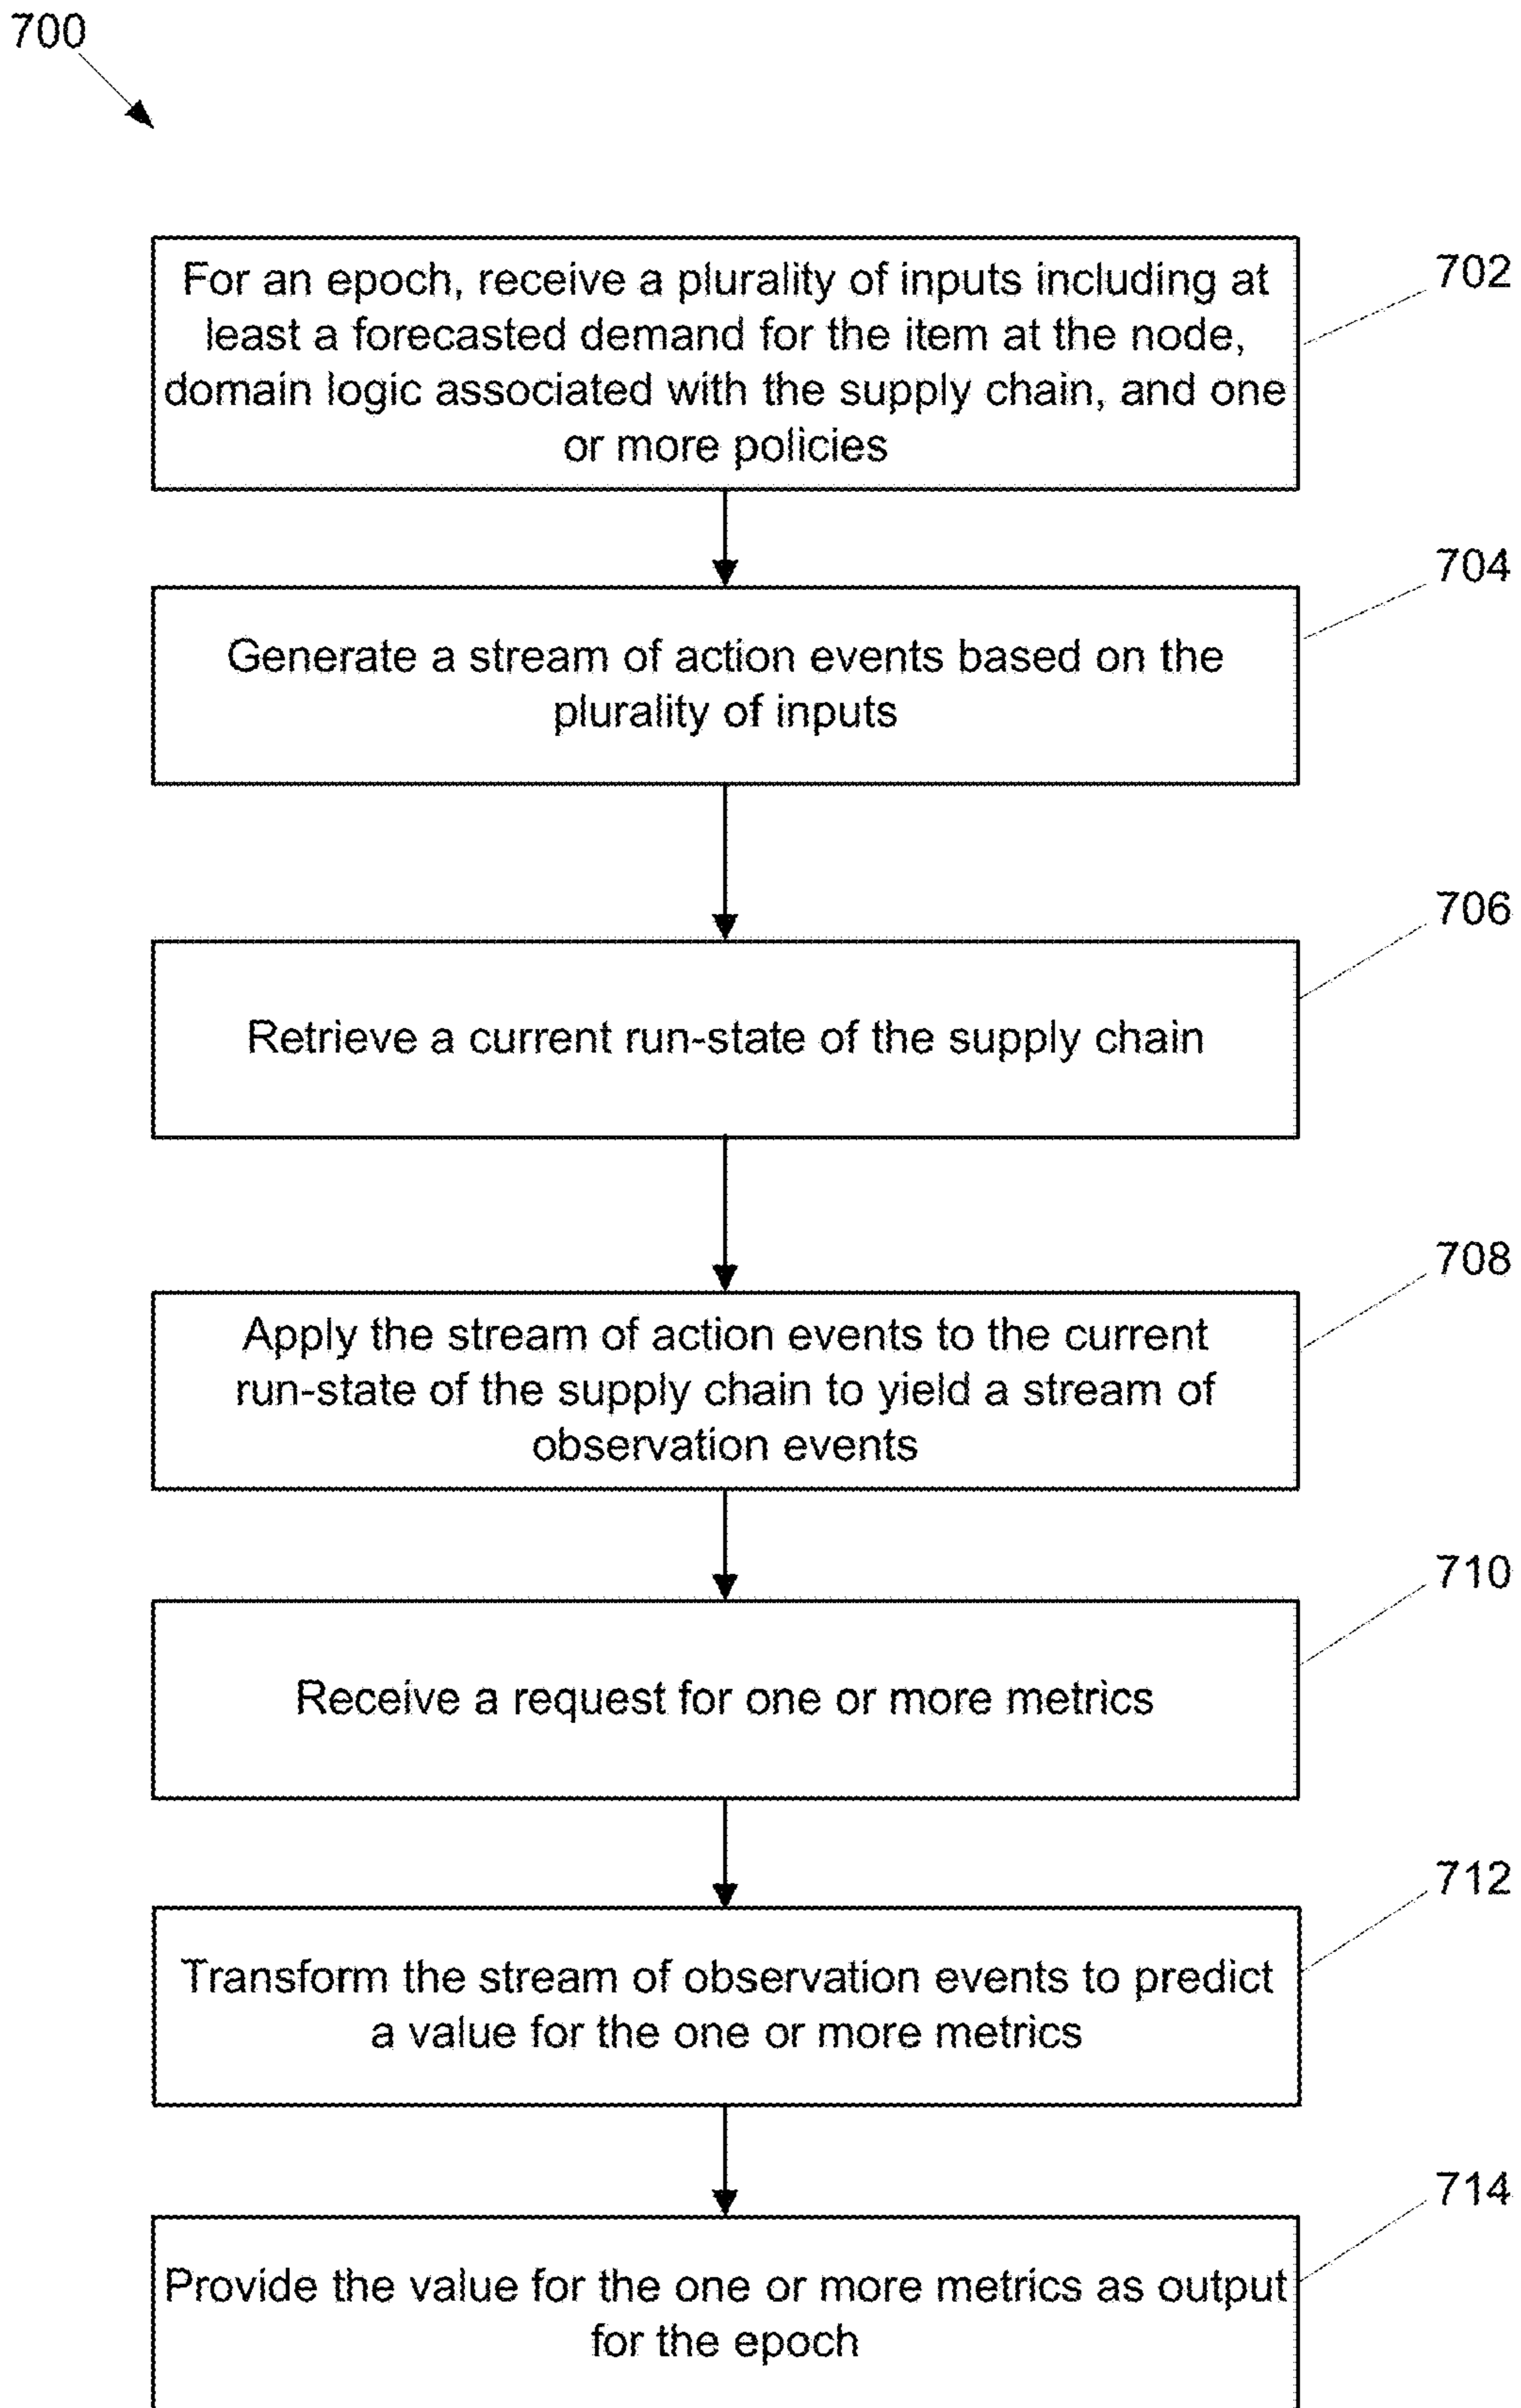 700
For an epoch, receive a plurality of inputs including at
least a forecasted demand for the item at the node,
domain logic associated with the supply chain, and one
or more policies
702
Generate a stream of action events based on the
plurality of inputs
704
Retrieve a current run-state of the supply chain
706
Apply the stream of action events to the current
run-state of the supply chain to yield a stream of
observation events
708
Receive a request for one or more metrics
710
Transform the stream of observation events to predict
a value for the one or more metrics
712
Provide the value for the one or more metrics as output
for the epoch
714